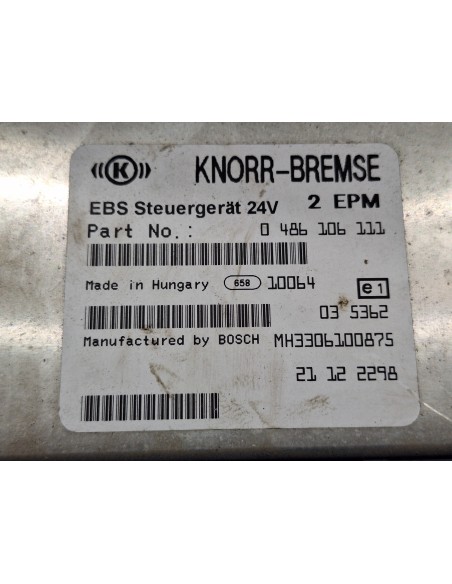 K KNORR-BREMSE
EBS Steuergerät 24V 2 EPM
Part No.: 0 486 106 111
Made in Hungary 658 10064 e1
03 5362
Manufactured by BOSCH MH3306100875
21 12 2298